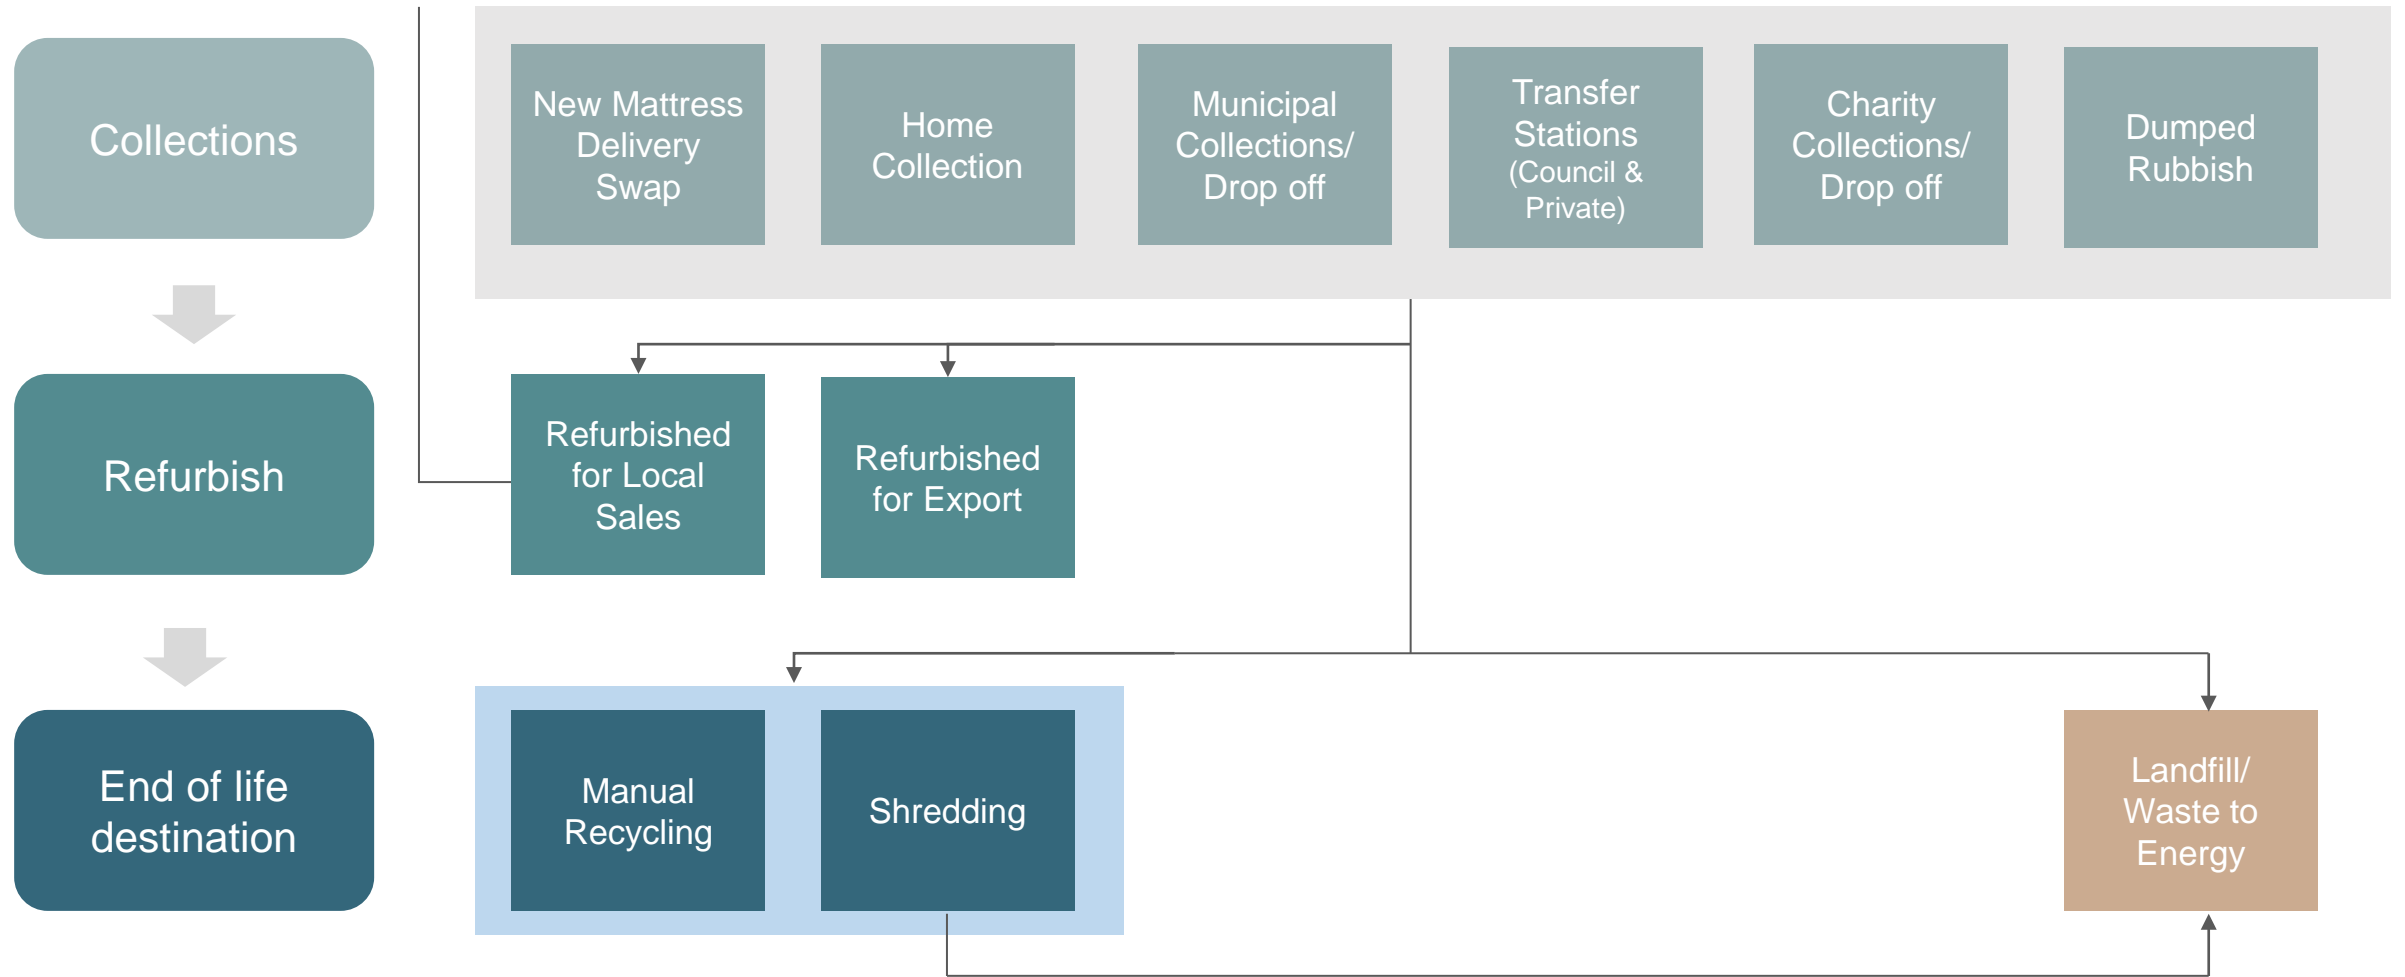 Collections
New Mattress
Delivery
Swap
Home
Collection
Municipal
Collections/
Drop off
Transfer
Stations
(Council &
Private)
Charity
Collections/
Drop off
Dumped
Rubbish
Refurbish
Refurbished
for Local
Sales
Refurbished
for Export
End of life
destination
Manual
Recycling
Shredding
Landfill/
Waste to
Energy